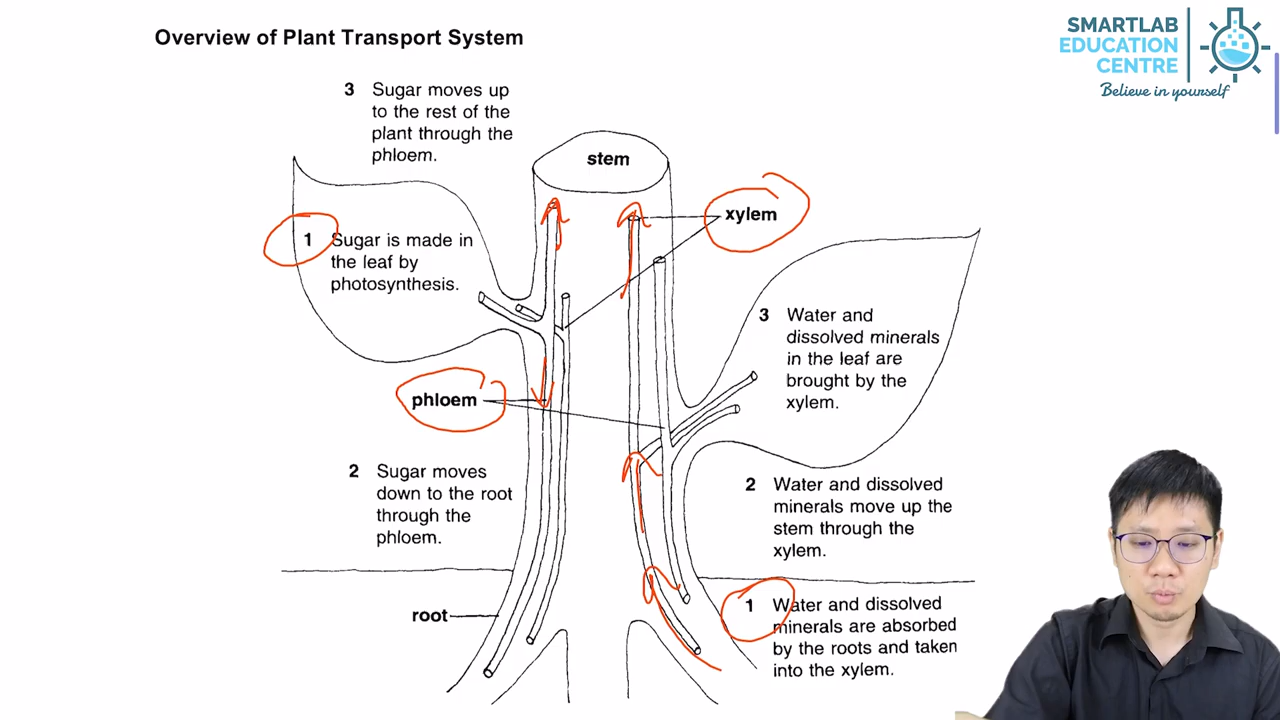 Overview of Plant Transport System
SMARTLAB
EDUCATION
CENTRE
Believe in yourself
3 Sugar moves up
to the rest of the
plant through the
phloem.
stem
xylem
1 Sugar is made in
the leaf by
photosynthesis.
3 Water and
dissolved minerals
in the leaf are
brought by the
xylem.
phloem
2 Sugar moves
down to the root
through the
phloem.
2 Water and dissolved
minerals move up the
stem through the
xylem.
root
1 Water and dissolved
minerals are absorbed
by the roots and taken
into the xylem.